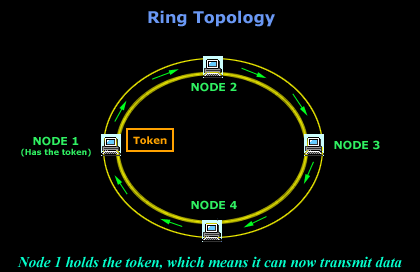 Ring Topology
NODE 2
NODE 1
(Has the token)
Token
NODE 3
NODE 4
Node 1 holds the token, which means it can now transmit data